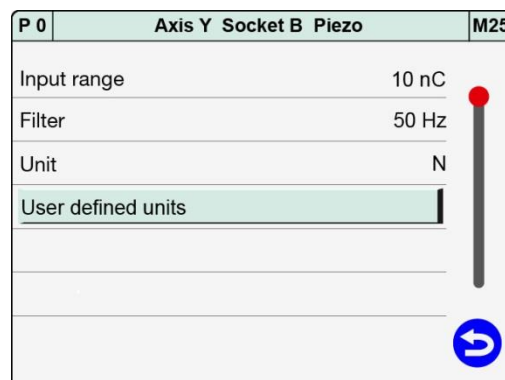 P 0 Axis Y Socket B Piezo M25
Input range 10 nC
Filter 50 Hz
Unit N
User defined units